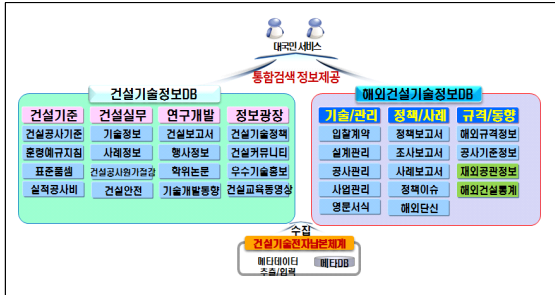 대국민 서비스
통합검색 정보제공
건설기술정보DB
건설기준
건설공사기준
훈령예규지침
표준품셈
실적공사비
건설실무
기술정보
사례정보
건설공사원가절감
건설안전
연구개발
건설보고서
행사정보
학위논문
기술개발동향
정보광장
건설기술정책
건설커뮤니티
우수기술홍보
건설교육동영상
해외건설기술정보DB
기술/관리
입찰계약
설계관리
공사관리
사업관리
영문서식
정책/사례
정책보고서
조사보고서
사례보고서
정책이슈
해외단신
규격/동향
해외규격정보
공사기준정보
재외공관정보
해외건설통계
수집
건설기술전자납본체계
메타데이터
추출/입력
메타DB